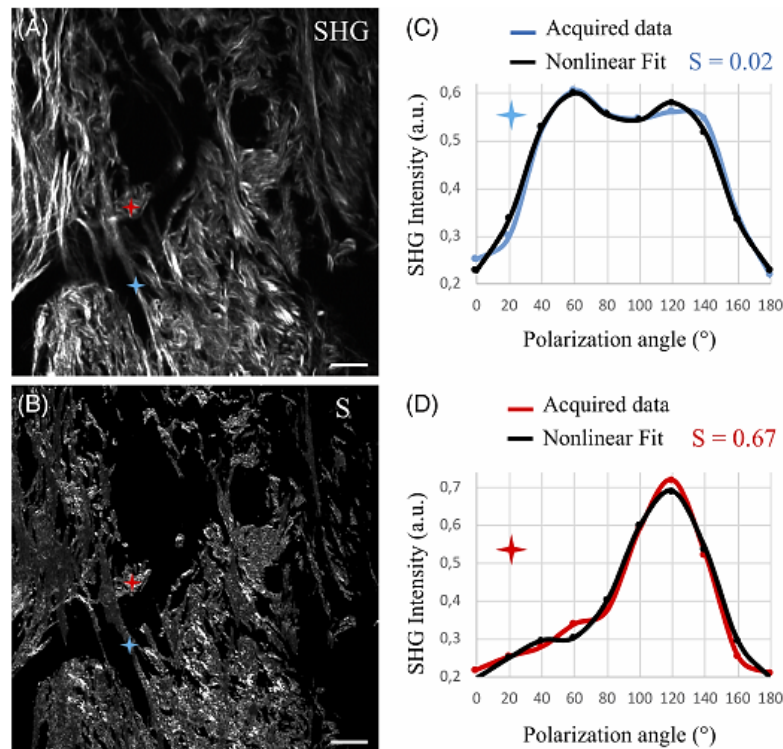 (A)
SHG
(B)
S
(C)
Acquired data
Nonlinear Fit S = 0.02
SHG Intensity (a.u.)
0,6
0,5
0,4
0,3
0,2
0 20 40 60 80 100 120 140 160 180
Polarization angle (°)
(D)
Acquired data
Nonlinear Fit S = 0.67
SHG Intensity (a.u.)
0,7
0,6
0,5
0,4
0,3
0,2
0 20 40 60 80 100 120 140 160 180
Polarization angle (°)